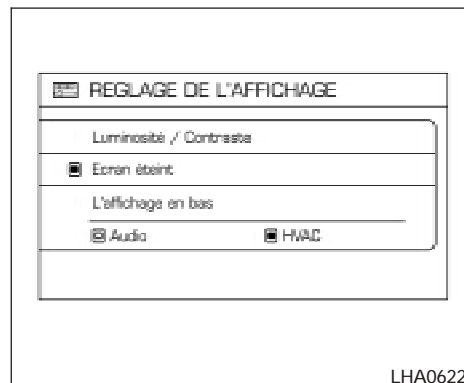 REGLAGE DE L'AFFICHAGE
Luminosité / Contraste
Ecran éteint
L'affichage en bas
Audio HVAC
LHA0622